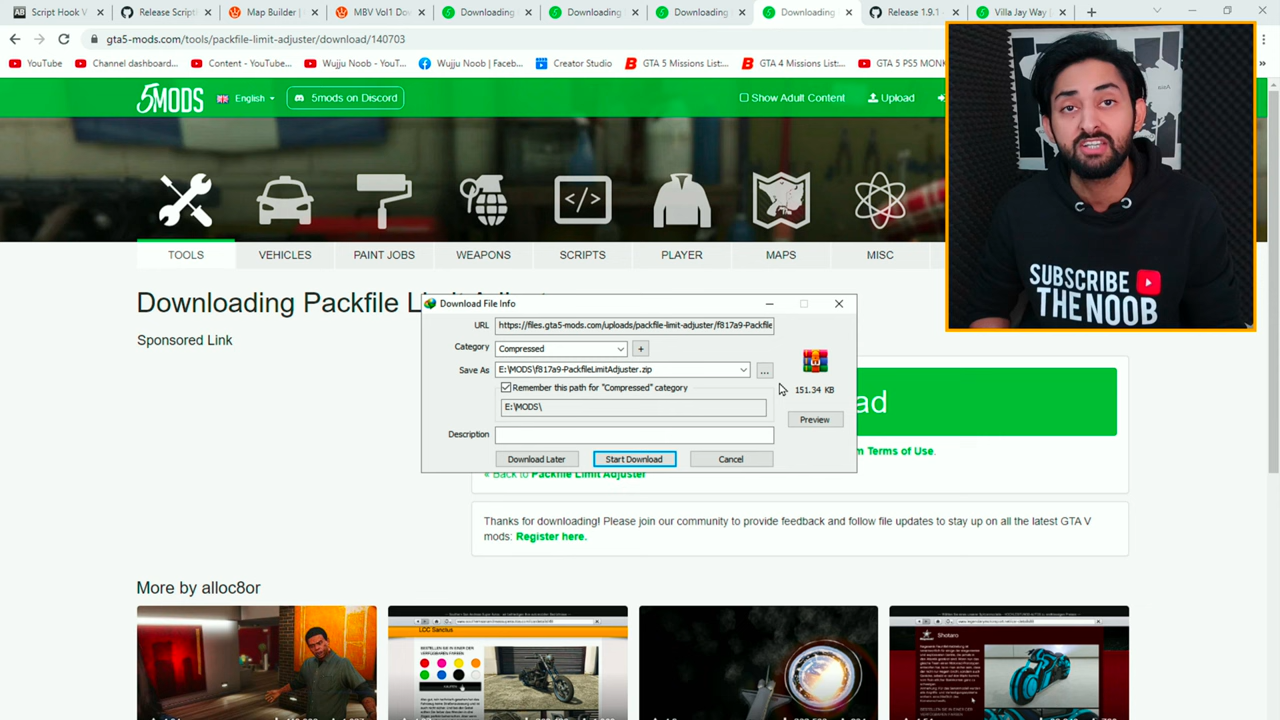 Script Hook V
Release Script
Map Builder |
MBV Vol1 Do
Downloading
Downloading
Downloading
Downloading
Release 1.9.1 -
Villa Jay Way |
gta5-mods.com/tools/packfile-limit-adjuster/download/140703
YouTube
Channel dashboard...
Content - YouTube...
Wujju Noob - YouT...
Wujju Noob | Faceb...
Creator Studio
GTA 5 Missions List:...
GTA 4 Missions List:...
GTA 5 PS5 MONK
5MODS
English
5mods on Discord
Show Adult Content
Upload
TOOLS
VEHICLES
PAINT JOBS
WEAPONS
SCRIPTS
PLAYER
MAPS
MISC
SUBSCRIBE
THE NOOB
Downloading Packfile L
Sponsored Link
Download File Info
URL
https://files.gta5-mods.com/uploads/packfile-limit-adjuster/f817a9-Packfile
Category
Compressed
Save As
E:\MODS\f817a9-PackfileLimitAdjuster.zip
...
151.34 KB
Remember this path for "Compressed" category
E:\MODS\
Preview
Description
Download Later
Start Download
Cancel
ad
Terms of Use.
« Back to Packfile Limit Adjuster
Thanks for downloading! Please join our community to provide feedback and follow file updates to stay up on all the latest GTA V
mods: Register here.
More by alloc8or
LCC Sanctus
Shotaro